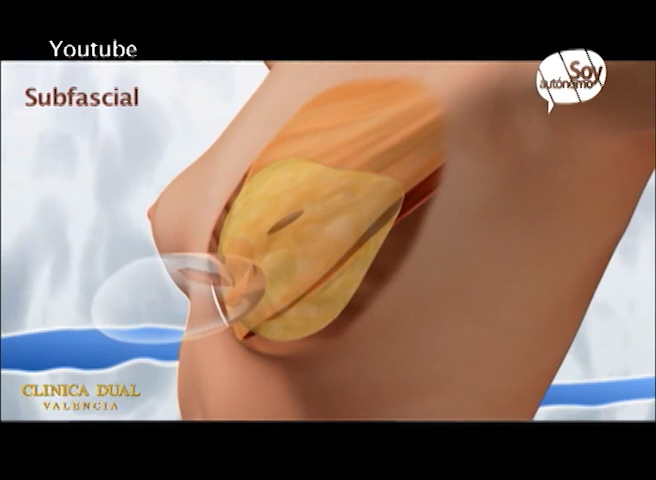 Youtube
Soy
autónomo
Subfascial
CLINICA DUAL
VALENCIA